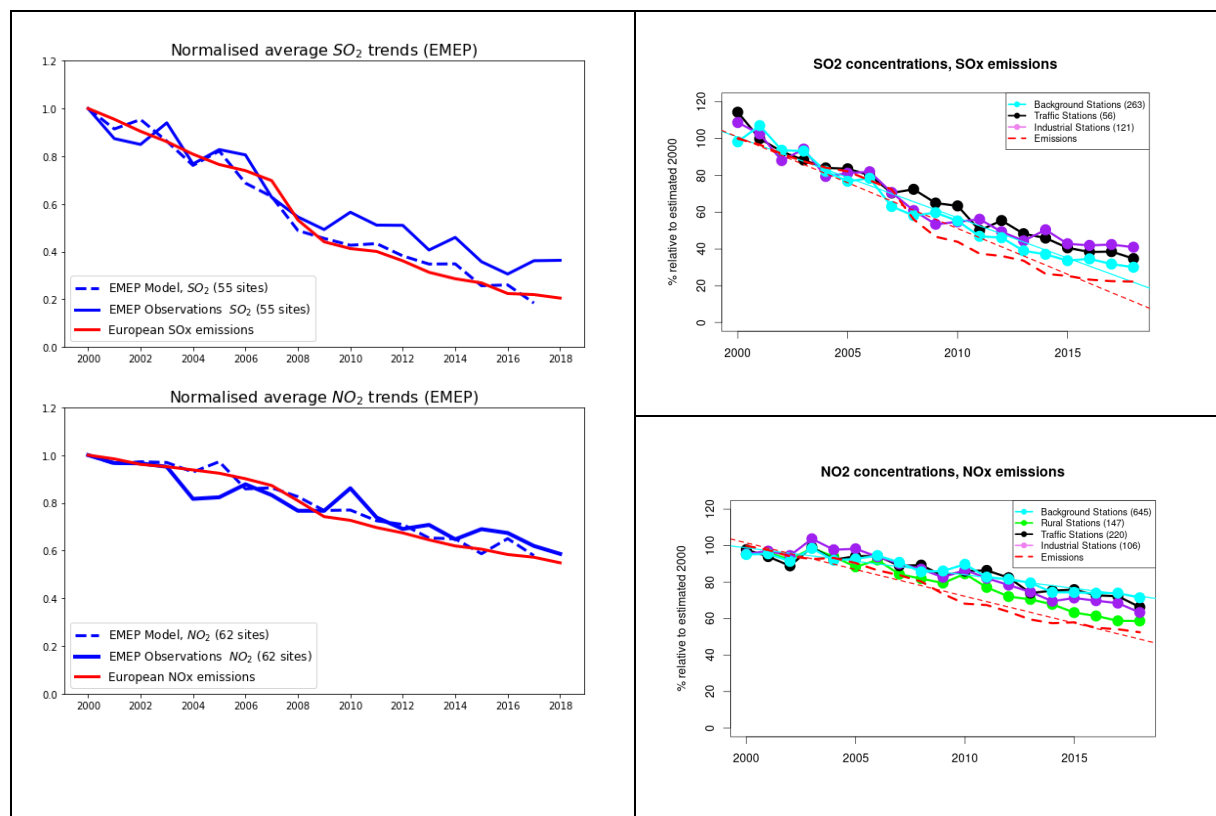 Normalised average SO2 trends (EMEP)
1.2
1.0
0.8
0.6
0.4
0.2
0.0
EMEP Model, SO2 (55 sites)
EMEP Observations SO2 (55 sites)
European SOx emissions
2000 2002 2004 2006 2008 2010 2012 2014 2016 2018
Normalised average NO2 trends (EMEP)
1.2
1.0
0.8
0.6
0.4
0.2
0.0
EMEP Model, NO2 (62 sites)
EMEP Observations NO2 (62 sites)
European NOx emissions
2000 2002 2004 2006 2008 2010 2012 2014 2016 2018
SO2 concentrations, SOx emissions
% relative to estimated 2000
120
100
80
60
40
20
0
Background Stations (263)
Traffic Stations (56)
Industrial Stations (121)
Emissions
2000 2005 2010 2015
NO2 concentrations, NOx emissions
% relative to estimated 2000
120
100
80
60
40
20
0
Background Stations (645)
Rural Stations (147)
Traffic Stations (220)
Industrial Stations (106)
Emissions
2000 2005 2010 2015